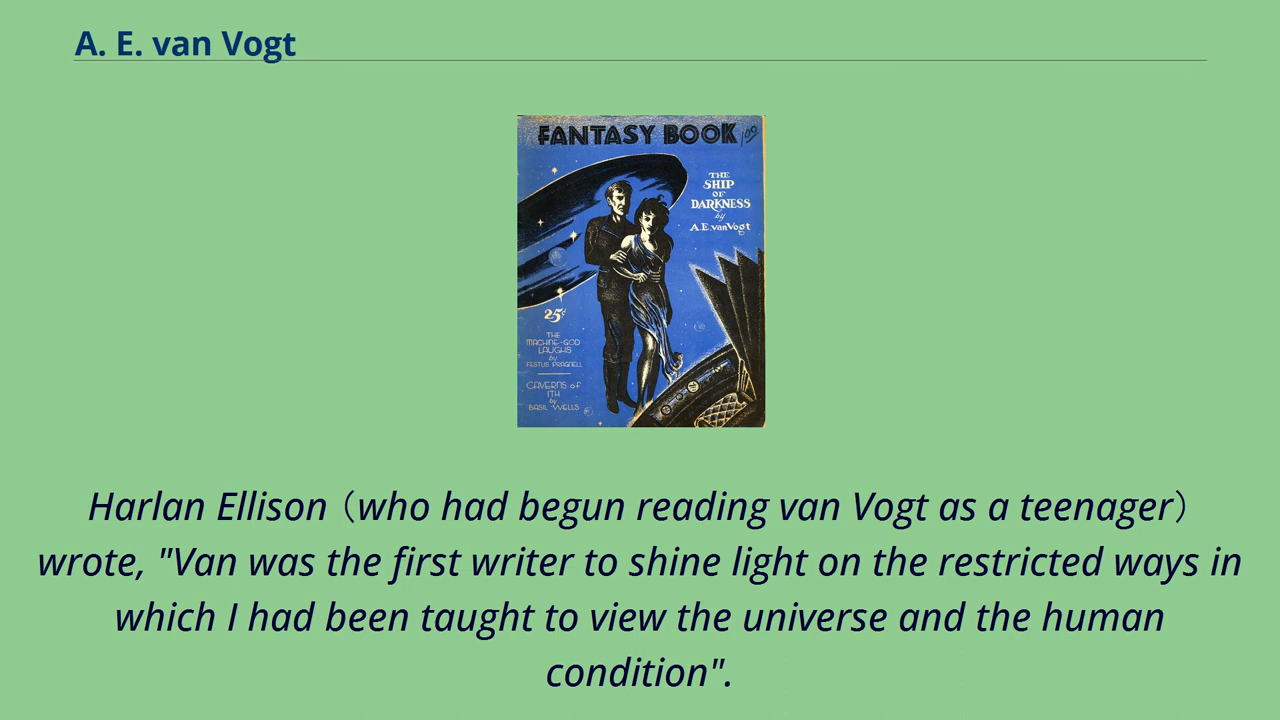 A. E. van Vogt
FANTASY BOOK
100
THE
SHIP
OF
DARKNESS
by
A.E. van Vogt
25¢
THE
MACHINE-GOD
LAUGHS
by
FESTUS PRAGNELL
CAVERNS of
ITH
by
BASIL WELLS
Harlan Ellison (who had begun reading van Vogt as a teenager)
wrote, "Van was the first writer to shine light on the restricted ways in
which I had been taught to view the universe and the human
condition".